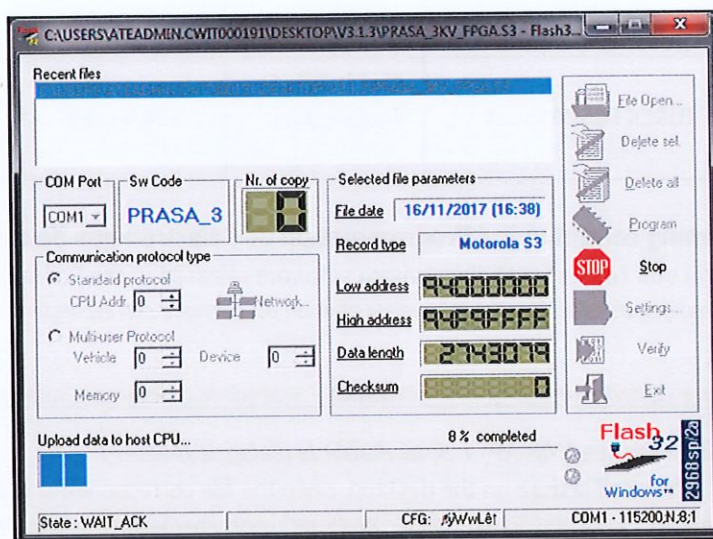 C:\USERS\ATEADMIN.CWIT000191\DESKTOP\V3.1.3\PRASA_3KV_FPGA.S3 - Flash3...
Recent files
File Open...
Delete sel.
Delete all
Program
STOP Stop
Settings...
Verify
Exit
COM Port
COM1
Sw Code
PRASA_3
Nr. of copy
0
Communication protocol type
Standard protocol
CPU Addr. 0
Network...
Multi-user Protocol
Vehicle 0 Device 0
Memory 0
Selected file parameters
File date 16/11/2017 (16:38)
Record type Motorola S3
Low address 94000000
High address 949FFFFF
Data length 2743079
Checksum 0
Upload data to host CPU...
8 % completed
Flash 32
for
Windows™
2968 sp/2a
State : WAIT_ACK
CFG:
COM1 - 115200,N;8;1